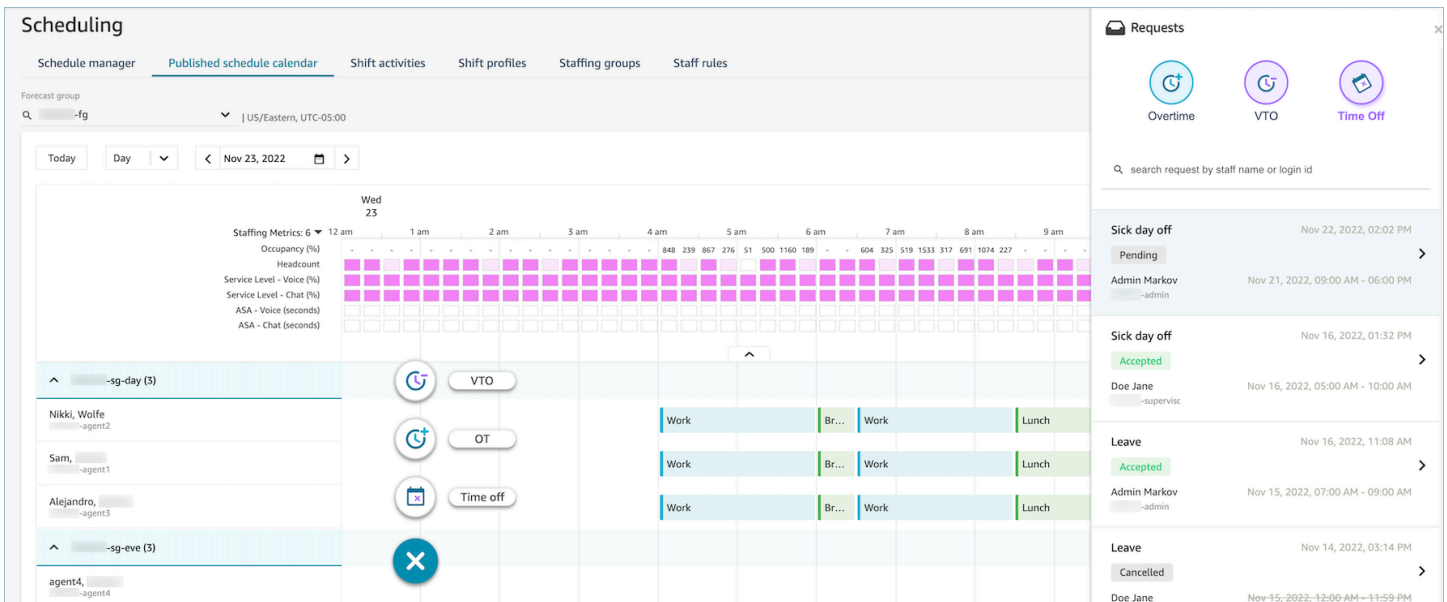 Scheduling
Schedule manager Published schedule calendar Shift activities Shift profiles Staffing groups Staff rules
Forecast group
-fg | US/Eastern, UTC-05:00
Today Day Nov 23, 2022
Wed
23
Staffing Metrics: 6 12 am 1 am 2 am 3 am 4 am 5 am 6 am 7 am 8 am 9 am
Occupancy (%) - - - - - - - - - - - - - - - - 848 239 867 276 51 500 1160 189 - - 604 325 519 1533 317 691 1074 227 - - - -
Headcount
Service Level - Voice (%)
Service Level - Chat (%)
ASA - Voice (seconds)
ASA - Chat (seconds)
-sg-day (3) VTO
Nikki, Wolfe
-agent2
Work Br... Work Lunch
OT
Sam,
-agent1
Work Br... Work Lunch
Alejandro,
-agent3
Time off
Work Br... Work Lunch
-sg-eve (3)
agent4,
-agent4
Requests
Overtime VTO Time Off
search request by staff name or login id
Sick day off Nov 22, 2022, 02:02 PM
Pending
Admin Markov Nov 21, 2022, 09:00 AM - 06:00 PM
-admin
Sick day off Nov 16, 2022, 01:32 PM
Accepted
Doe Jane Nov 16, 2022, 05:00 AM - 10:00 AM
-supervisc
Leave Nov 16, 2022, 11:08 AM
Accepted
Admin Markov Nov 15, 2022, 07:00 AM - 09:00 AM
-admin
Leave Nov 14, 2022, 03:14 PM
Cancelled
Doe Jane Nov 15, 2022, 12:00 AM - 11:59 PM